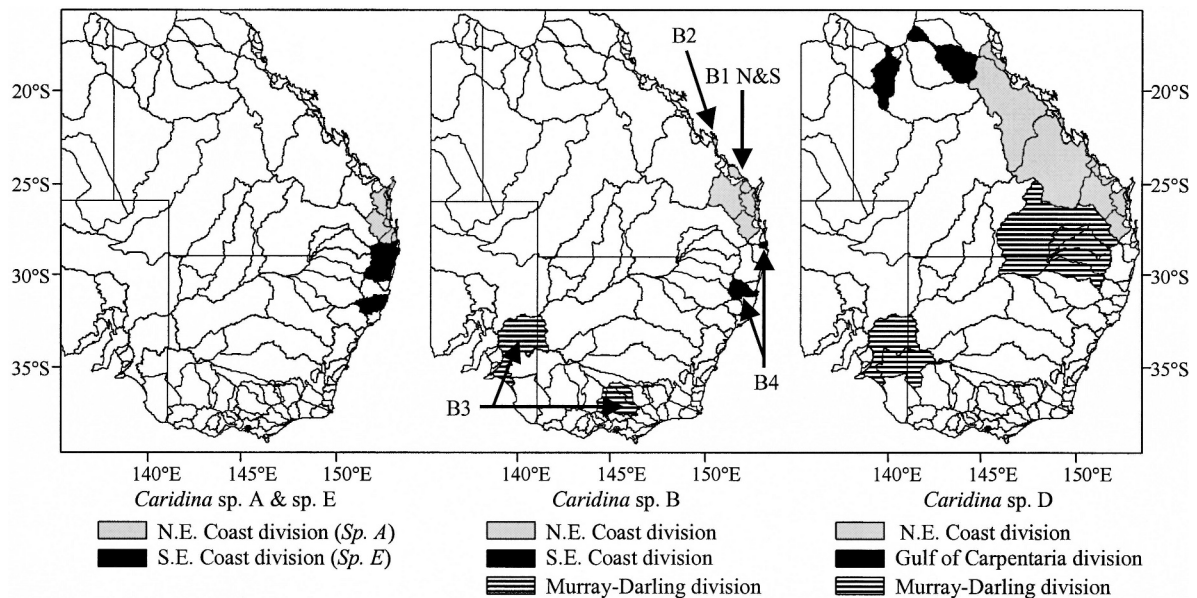 B2
B1 N&S
20°S
20°S
25°S
25°S
30°S
30°S
35°S
35°S
B3
B4
140°E 145°E 150°E
140°E 145°E 150°E
140°E 145°E 150°E
Caridina sp. A & sp. E
N.E. Coast division (Sp. A)
S.E. Coast division (Sp. E)
Caridina sp. B
N.E. Coast division
S.E. Coast division
Murray-Darling division
Caridina sp. D
N.E. Coast division
Gulf of Carpentaria division
Murray-Darling division